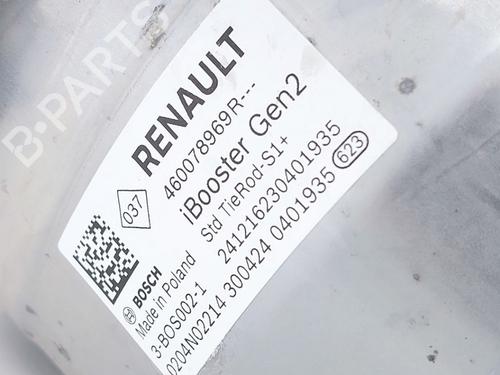 B-PARTS
RENAULT
460078969R---
iBooster Gen2
Std TieRod-S1+
241216230401935
037
BOSCH
Made in Poland
3-BOS002-1
0204N02214 300424 0401935 623